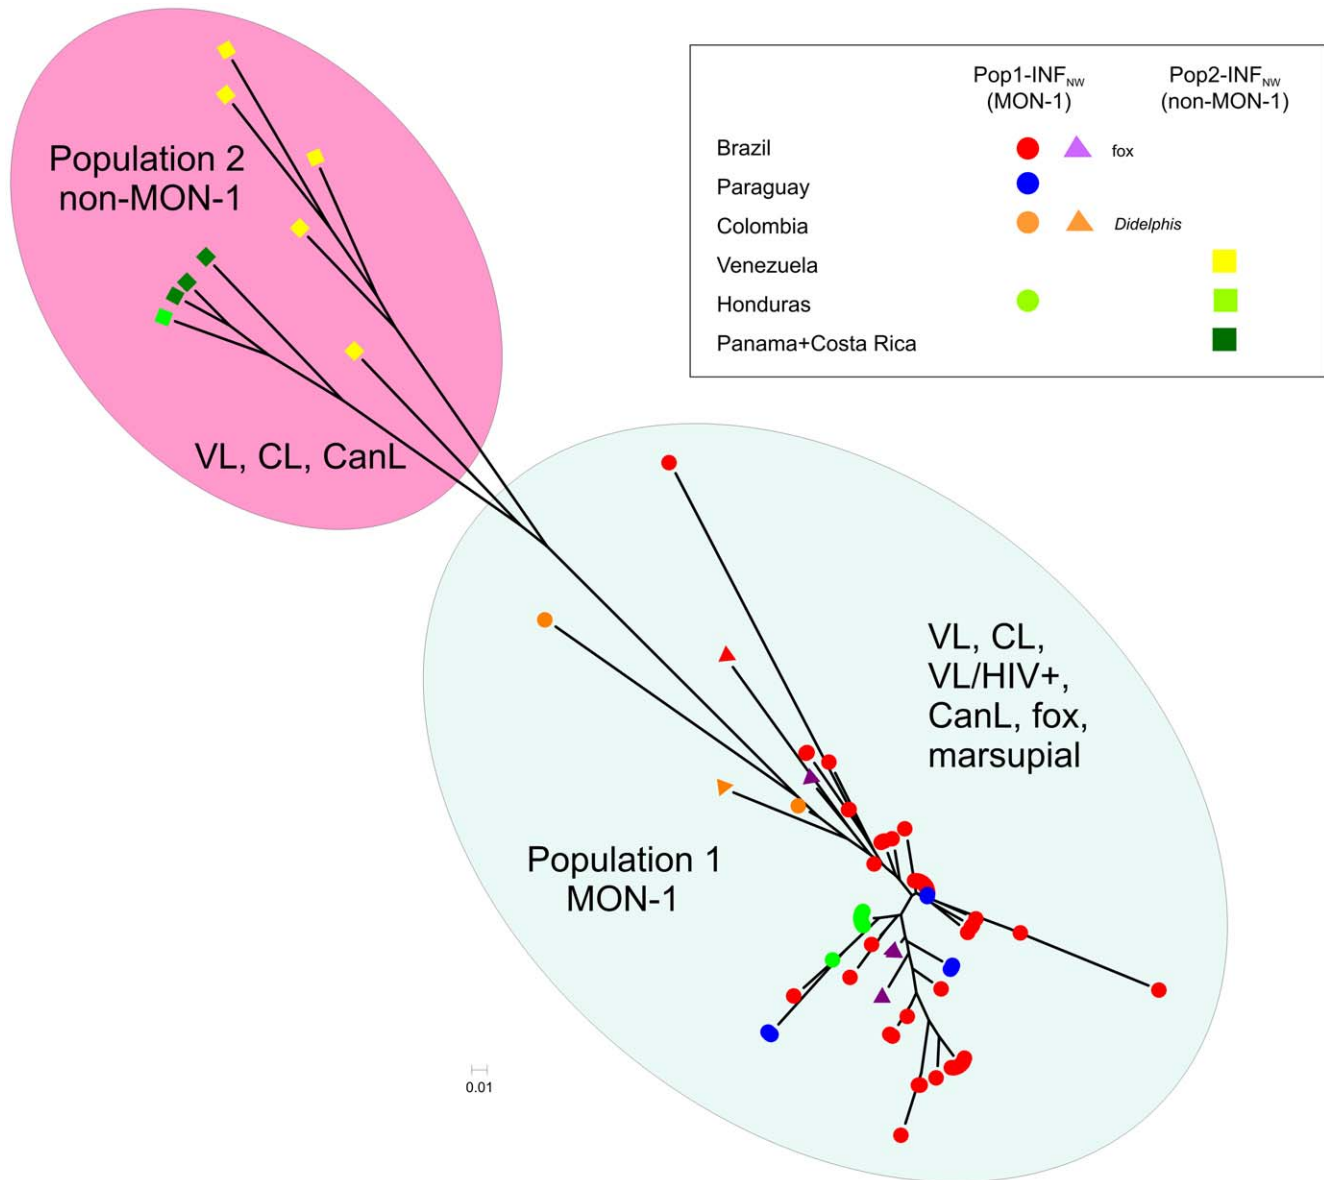 Population 2
non-MON-1
VL, CL, CanL
Pop1-INFNW
(MON-1)
Pop2-INFNW
(non-MON-1)
Brazil
fox
Paraguay
Colombia
Didelphis
Venezuela
Honduras
Panama+Costa Rica
VL, CL,
VL/HIV+,
CanL, fox,
marsupial
Population 1
MON-1
0.01